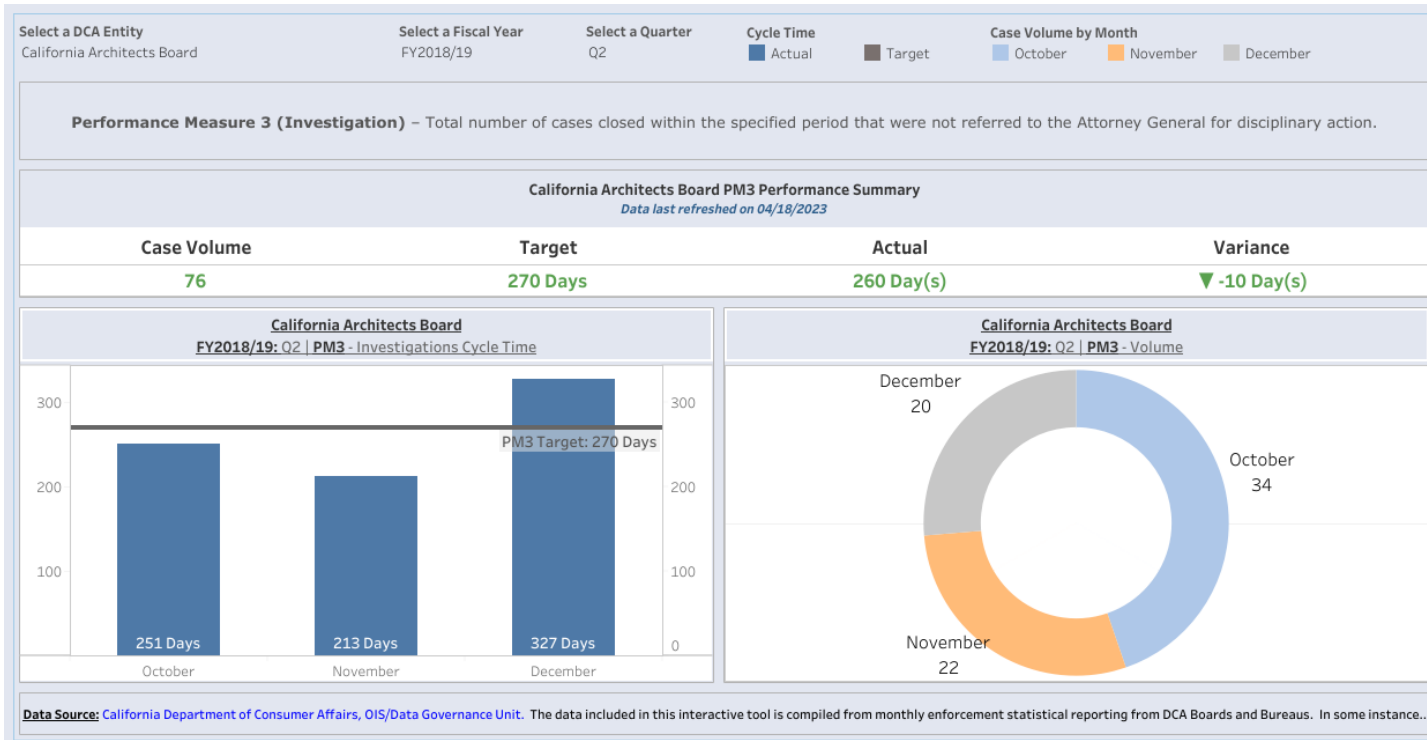 Select a DCA Entity
Select a Fiscal Year
Select a Quarter
Cycle Time
Case Volume by Month
California Architects Board
FY2018/19
Q2
Actual
Target
October
November
December
Performance Measure 3 (Investigation) – Total number of cases closed within the specified period that were not referred to the Attorney General for disciplinary action.
California Architects Board PM3 Performance Summary
Data last refreshed on 04/18/2023
Case Volume
Target
Actual
Variance
76
270 Days
260 Day(s)
▼ -10 Day(s)
California Architects Board
FY2018/19: Q2 | PM3 - Investigations Cycle Time
300
200
100
300
200
100
0
PM3 Target: 270 Days
251 Days
213 Days
327 Days
October
November
December
California Architects Board
FY2018/19: Q2 | PM3 - Volume
December
20
October
34
November
22
Data Source: California Department of Consumer Affairs, OIS/Data Governance Unit. The data included in this interactive tool is compiled from monthly enforcement statistical reporting from DCA Boards and Bureaus. In some instance..